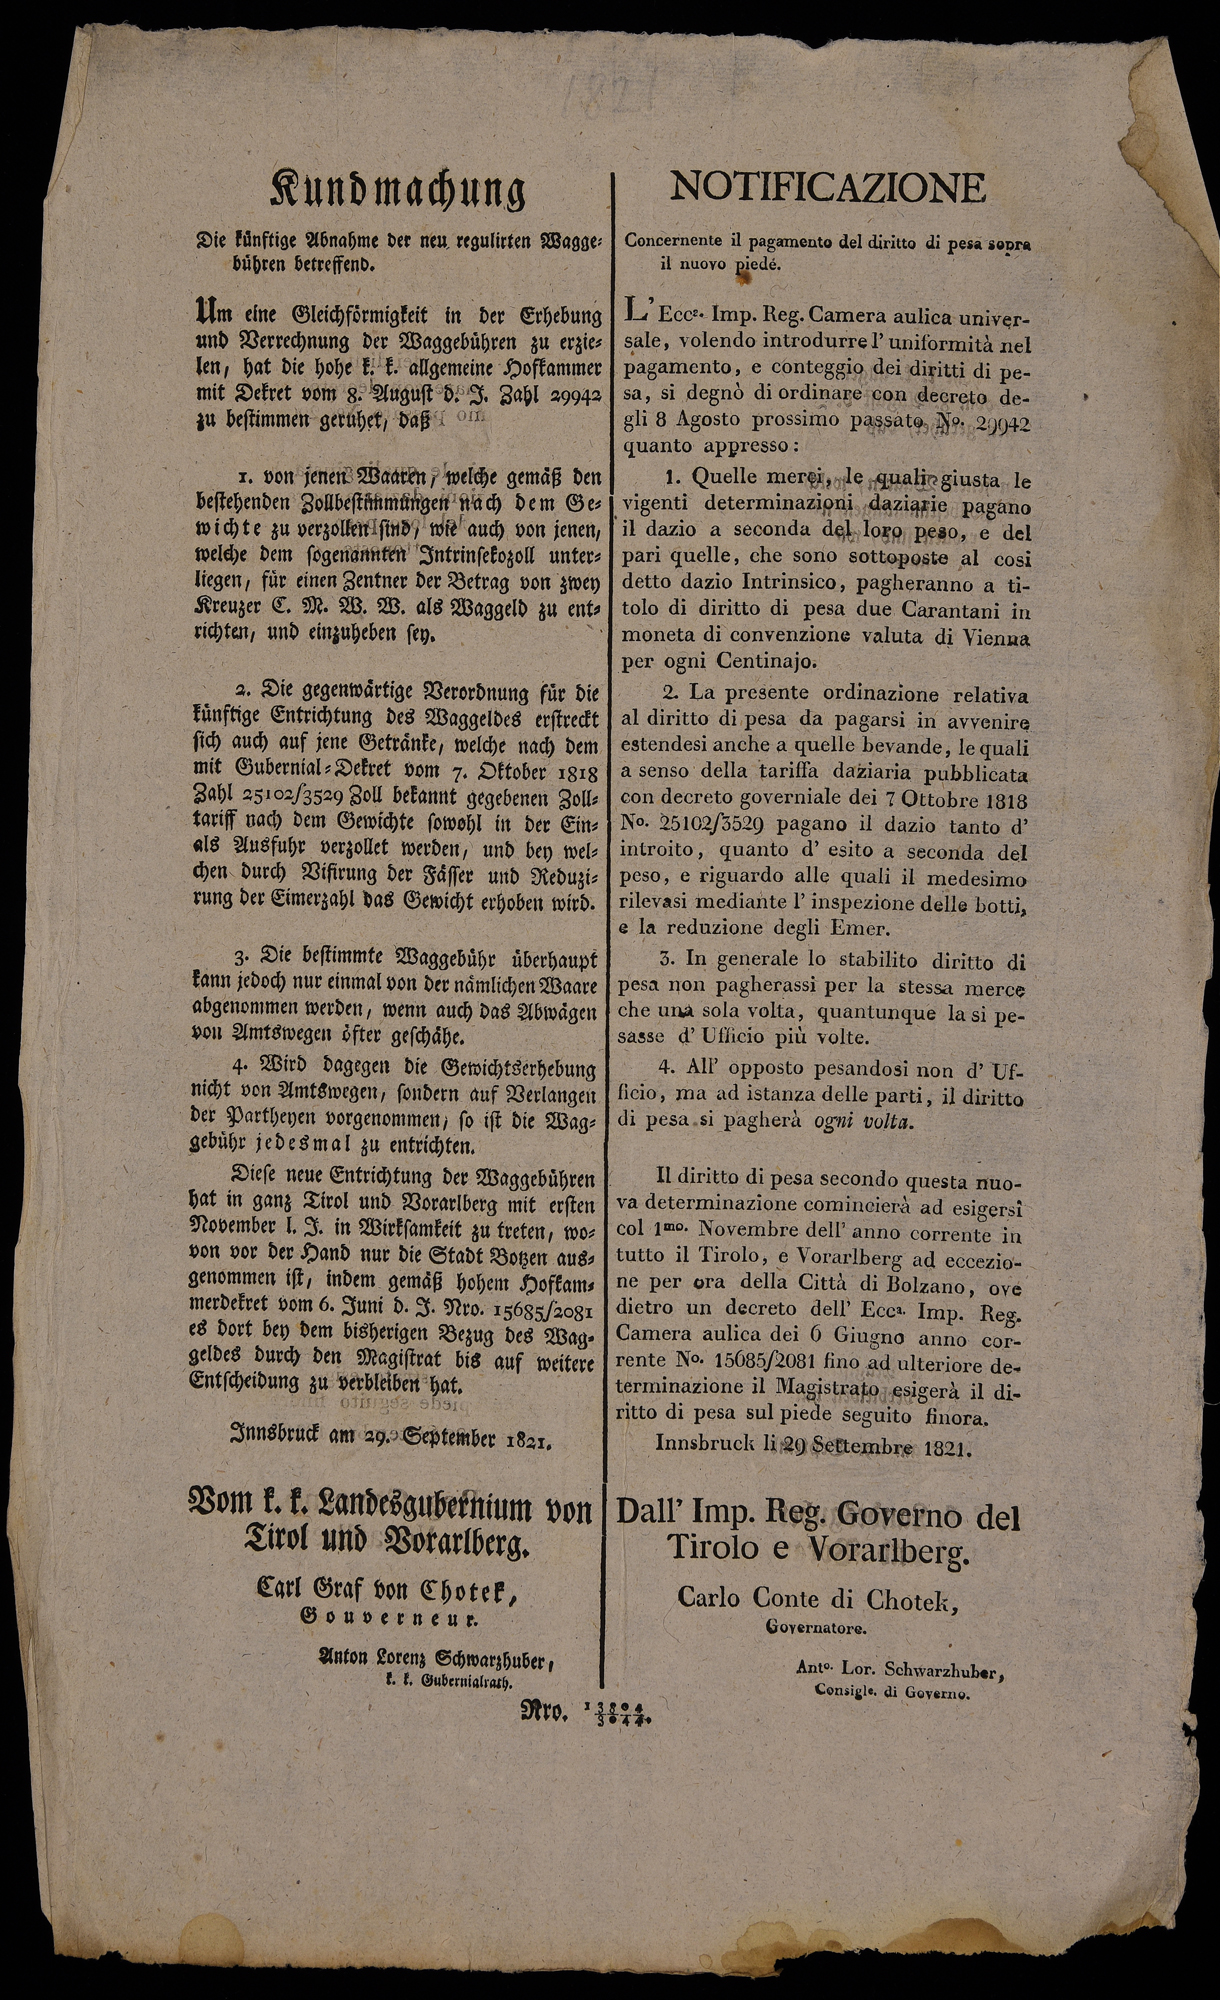 1821
Kundmachung
Die künftige Abnahme der neu regulirten Wagge-
bühren betreffend.
Um eine Gleichförmigkeit in der Erhebung
und Verrechnung der Waggebühren zu erzie-
len, hat die hohe k. k. allgemeine Hofkammer
mit Dekret vom 8. August d. J. Zahl 29942
zu bestimmen geruhet, daß
1. von jenen Waaren, welche gemäß den
bestehenden Zollbestimmungen nach dem Ge-
wichte zu verzollen sind, wie auch von jenen,
welche dem sogenannten Intrinsekozoll unter-
liegen, für einen Zentner der Betrag von zwey
Kreuzer C. M. W. W. als Waggeld zu ent-
richten, und einzuheben sey.
2. Die gegenwärtige Verordnung für die
künftige Entrichtung des Waggeldes erstreckt
sich auch auf jene Getränke, welche nach dem
mit Gubernial-Dekret vom 7. Oktober 1818
Zahl 25102/3529 Zoll bekannt gegebenen Zoll-
tariff nach dem Gewichte sowohl in der Ein-
als Ausfuhr verzollet werden, und bey wel-
chen durch Visirung der Fässer und Reduzi-
rung der Eimerzahl das Gewicht erhoben wird.
3. Die bestimmte Waggebühr überhaupt
kann jedoch nur einmal von der nämlichen Waare
abgenommen werden, wenn auch das Abwägen
von Amtswegen öfter geschähe.
4. Wird dagegen die Gewichtserhebung
nicht von Amtswegen, sondern auf Verlangen
der Partheyen vorgenommen, so ist die Wag-
gebühr jedesmal zu entrichten.
Diese neue Entrichtung der Waggebühren
hat in ganz Tirol und Vorarlberg mit ersten
November l. J. in Wirksamkeit zu treten, wo-
von vor der Hand nur die Stadt Botzen aus-
genommen ist, indem gemäß hohem Hofkam-
merdekret vom 6. Juni d. J. Nro. 15685/2081
es dort bey dem bisherigen Bezug des Wag-
geldes durch den Magistrat bis auf weitere
Entscheidung zu verbleiben hat.
Innsbruck am 29. September 1821.
Vom k. k. Landesgubernium von
Tirol und Vorarlberg.
Carl Graf von Chotek,
Gouverneur.
Anton Lorenz Schwarzhuber,
k. k. Gubernialrath.
NOTIFICAZIONE
Concernente il pagamento del diritto di pesa sopra
il nuovo piedé.
L' Ecc². Imp. Reg. Camera aulica univer-
sale, volendo introdurre l' uniformità nel
pagamento, e conteggio dei diritti di pe-
sa, si degnò di ordinare con decreto de-
gli 8 Agosto prossimo passato Nº. 29942
quanto appresso:
1. Quelle merci, le quali giusta le
vigenti determinazioni daziarie pagano
il dazio a seconda del loro peso, e del
pari quelle, che sono sottoposte al cosi
detto dazio Intrinsico, pagheranno a ti-
tolo di diritto di pesa due Carantani in
moneta di convenzione valuta di Vienna
per ogni Centinajo.
2. La presente ordinazione relativa
al diritto di pesa da pagarsi in avvenire
estendesi anche a quelle bevande, le quali
a senso della tariffa daziaria pubblicata
con decreto governiale dei 7 Ottobre 1818
Nº. 25102/3529 pagano il dazio tanto d'
introito, quanto d' esito a seconda del
peso, e riguardo alle quali il medesimo
rilevasi mediante l' inspezione delle botti,
e la reduzione degli Emer.
3. In generale lo stabilito diritto di
pesa non pagherassi per la stessa merce
che una sola volta, quantunque la si pe-
sasse d' Ufficio più volte.
4. All' opposto pesandosi non d' Uf-
ficio, ma ad istanza delle parti, il diritto
di pesa si pagherà ogni volta.
Il diritto di pesa secondo questa nuo-
va determinazione comincierà ad esigersi
col 1ᵐº. Novembre dell' anno corrente in
tutto il Tirolo, e Vorarlberg ad eccezio-
ne per ora della Città di Bolzano, ove
dietro un decreto dell' Eccª. Imp. Reg.
Camera aulica dei 6 Giugno anno cor-
rente Nº. 15685/2081 fino ad ulteriore de-
terminazione il Magistrato esigerà il di-
ritto di pesa sul piede seguito finora.
Innsbruck li 29 Settembre 1821.
Dall' Imp. Reg. Governo del
Tirolo e Vorarlberg.
Carlo Conte di Chotek,
Governatore.
Antº. Lor. Schwarzhuber,
Consigle. di Governo.
Nro.